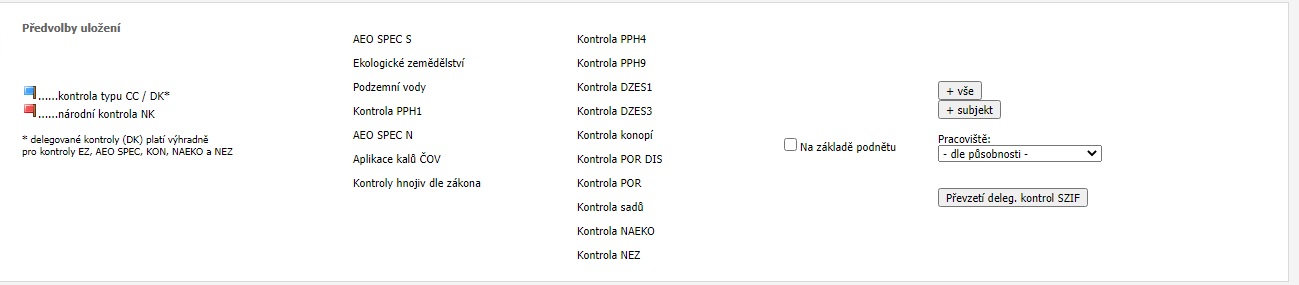 Předvolby uložení
......kontrola typu CC / DK*
......národní kontrola NK
* delegované kontroly (DK) platí výhradně
pro kontroly EZ, AEO SPEC, KON, NAEKO a NEZ
AEO SPEC S
Ekologické zemědělství
Podzemní vody
Kontrola PPH1
AEO SPEC N
Aplikace kalů ČOV
Kontroly hnojiv dle zákona
Kontrola PPH4
Kontrola PPH9
Kontrola DZES1
Kontrola DZES3
Kontrola konopí
Kontrola POR DIS
Kontrola POR
Kontrola sadů
Kontrola NAEKO
Kontrola NEZ
Na základě podnětu
+ vše
+ subjekt
Pracoviště:
- dle působnosti -
Převzetí deleg. kontrol SZIF